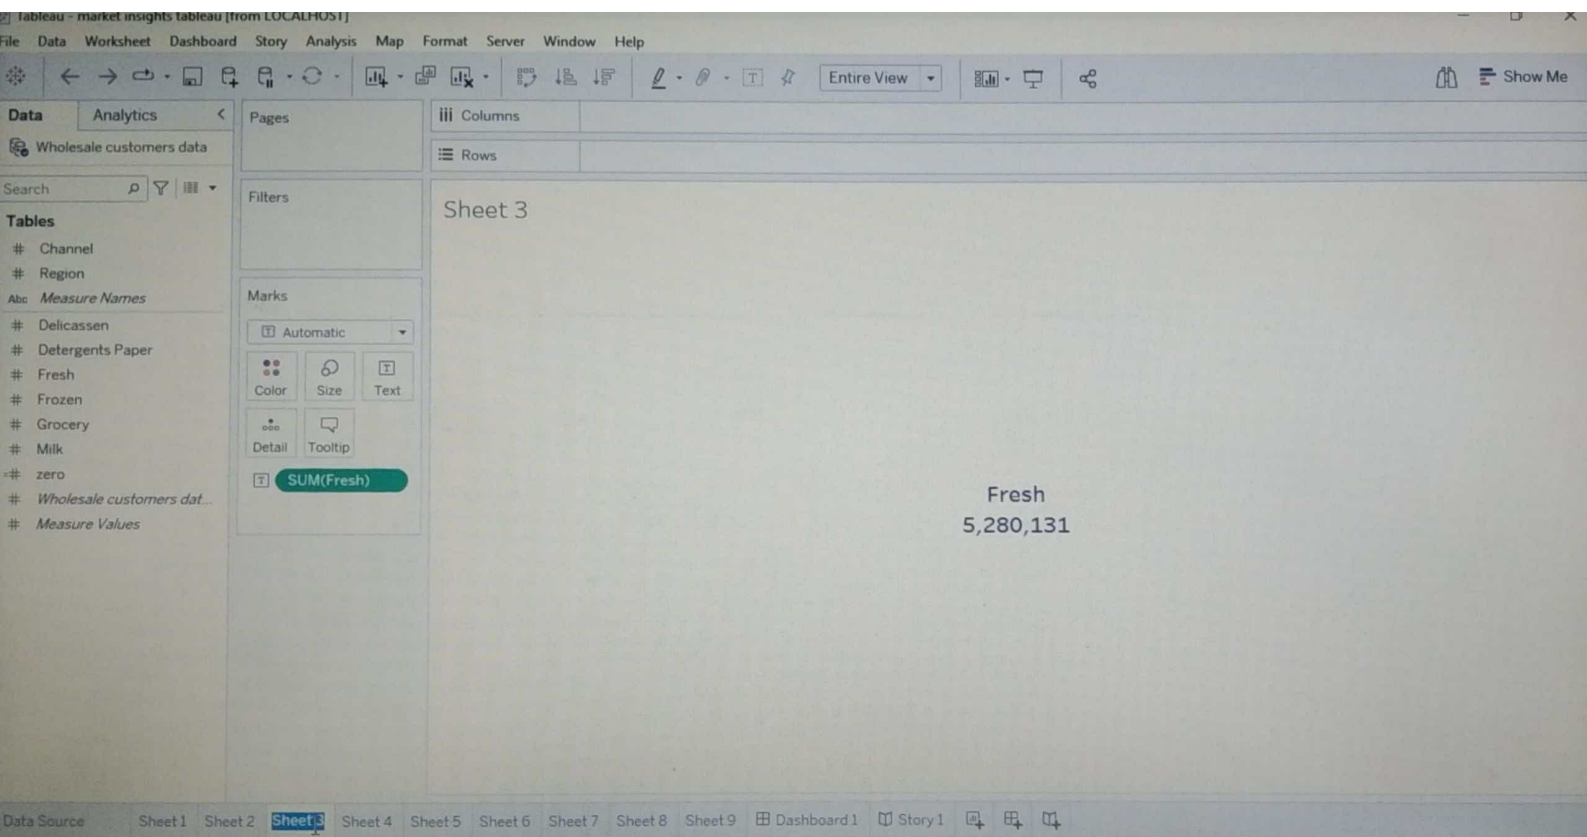 Tableau - market insights tableau [from LOCALHOST]
File Data Worksheet Dashboard Story Analysis Map Format Server Window Help
Entire View
Show Me
Data Analytics
Pages
Columns
Wholesale customers data
Rows
Search
Filters
Sheet 3
Tables
# Channel
# Region
Abc Measure Names
# Delicassen
# Detergents Paper
# Fresh
# Frozen
# Grocery
# Milk
=# zero
# Wholesale customers dat...
# Measure Values
Marks
Automatic
Color Size Text
Detail Tooltip
SUM(Fresh)
Fresh
5,280,131
Data Source Sheet 1 Sheet 2 Sheet 3 Sheet 4 Sheet 5 Sheet 6 Sheet 7 Sheet 8 Sheet 9 Dashboard 1 Story 1